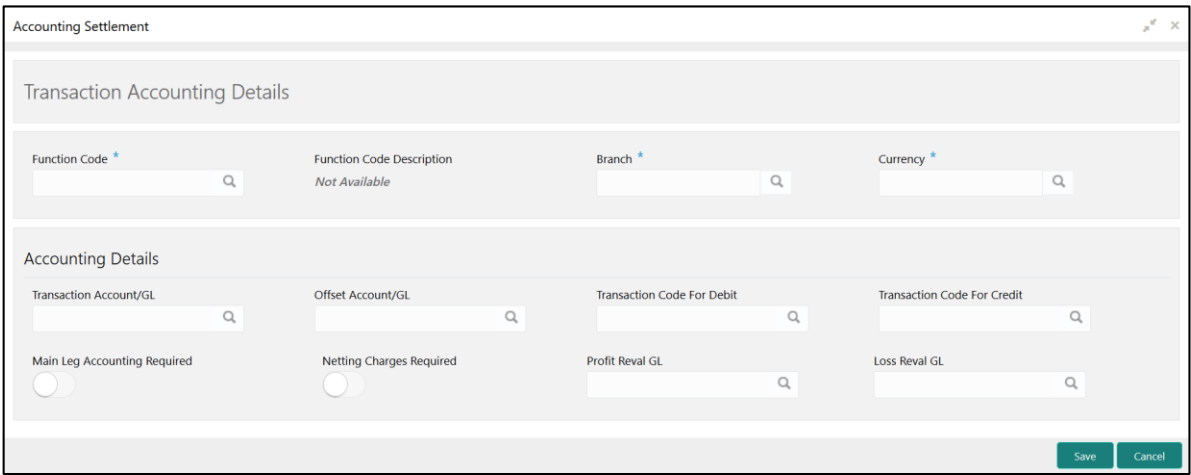 Accounting Settlement
Transaction Accounting Details
Function Code * Function Code Description Branch * Currency *
Not Available
Accounting Details
Transaction Account/GL Offset Account/GL Transaction Code For Debit Transaction Code For Credit
Main Leg Accounting Required Netting Charges Required Profit Reval GL Loss Reval GL
Save Cancel